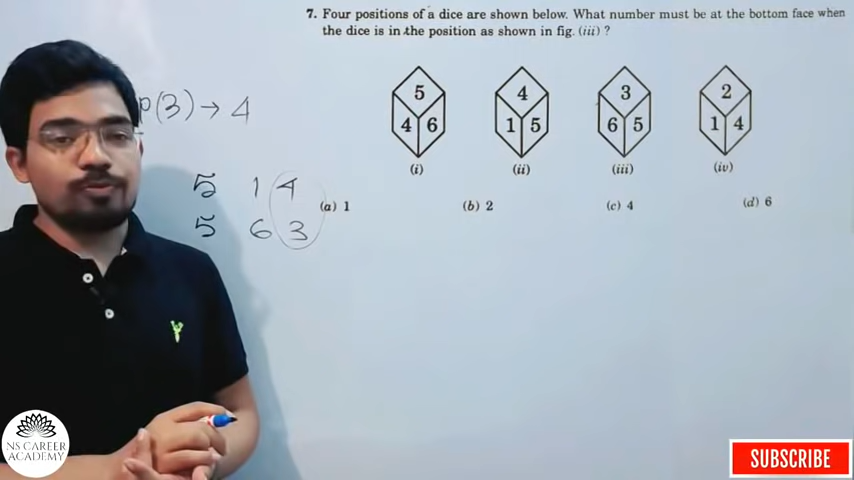 7. Four positions of a dice are shown below. What number must be at the bottom face when
the dice is in the position as shown in fig. (iii) ?
p(3) → 4
5 4 6
4 1 5
3 6 5
2 1 4
(i) (ii) (iii) (iv)
5 1 4
5 6 3
(a) 1 (b) 2 (c) 4 (d) 6
NS CAREER
ACADEMY
SUBSCRIBE